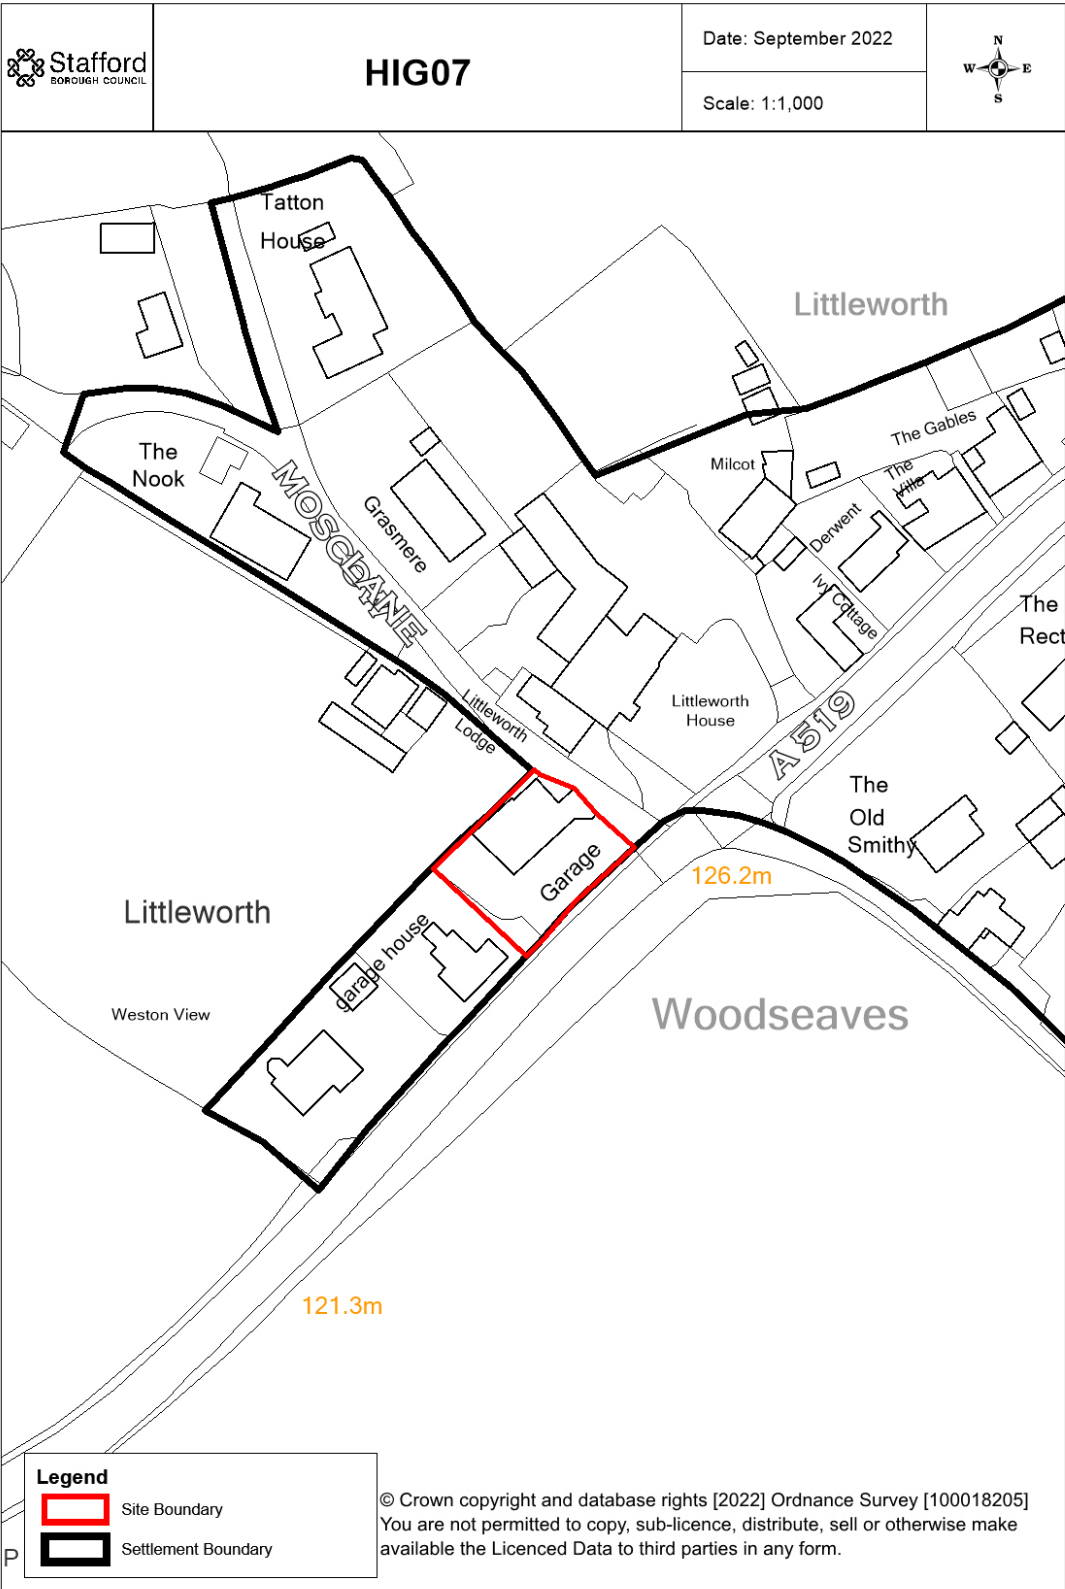 Stafford
BOROUGH COUNCIL
HIG07
Date: September 2022
Scale: 1:1,000
N
W E
S
Tatton
House
Littleworth
The Gables
The
Nook
Milcot
The
Villa
MOSS LANE
Grasmere
Derwent
Ivy Cottage
The
Rect
Littleworth
Lodge
Littleworth
House
A 519
The
Old
Smithy
Garage
126.2m
Littleworth
garage house
Weston View
Woodseaves
121.3m
Legend
Site Boundary
Settlement Boundary
P
© Crown copyright and database rights [2022] Ordnance Survey [100018205]
You are not permitted to copy, sub-licence, distribute, sell or otherwise make
available the Licenced Data to third parties in any form.